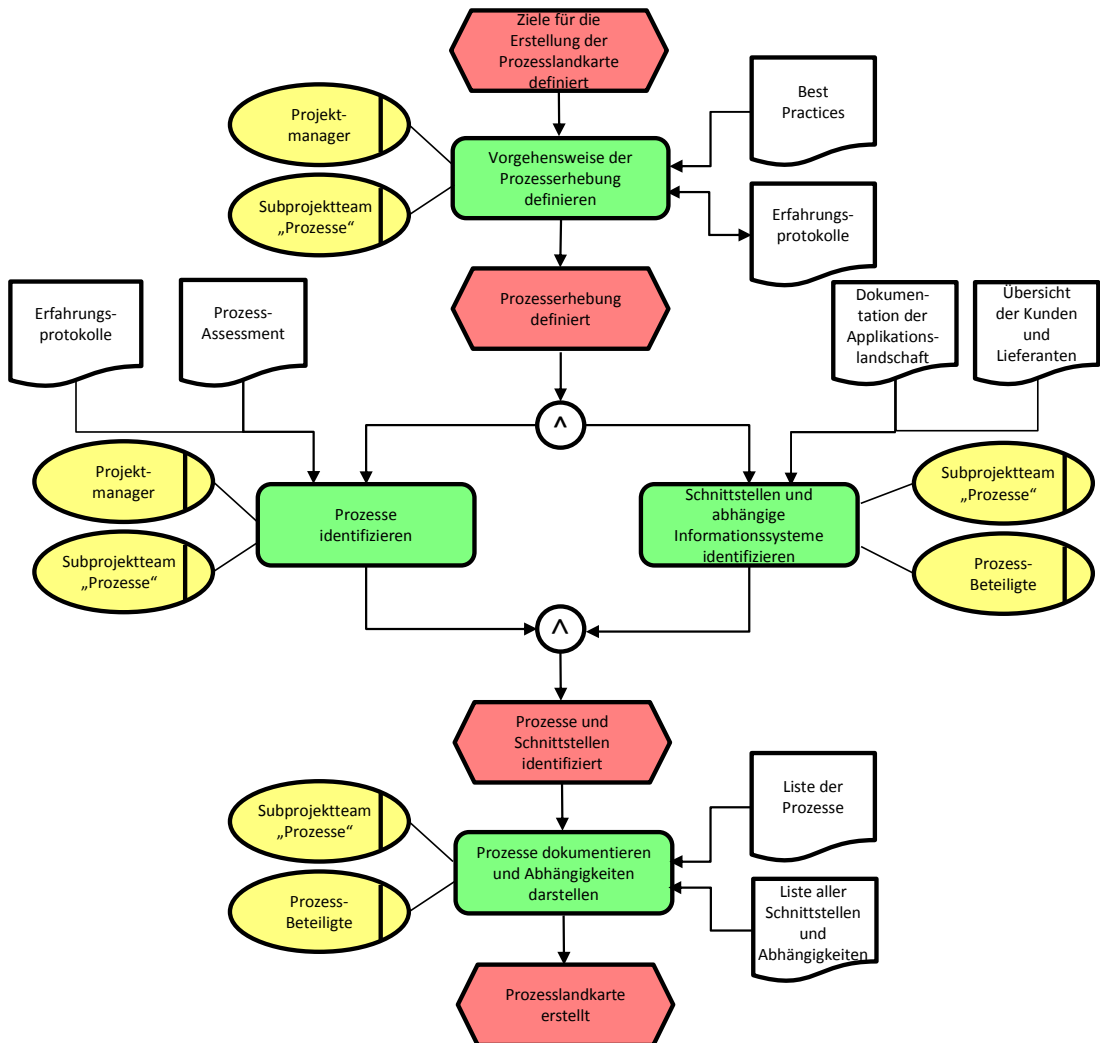 Ziele für die
Erstellung der
Prozesslandkarte
definiert
Best
Practices
Projekt-
manager
Vorgehensweise der
Prozesserhebung
definieren
Subprojektteam
„Prozesse“
Erfahrungs-
protokolle
Prozesserhebung
definiert
Erfahrungs-
protokolle
Prozess-
Assessment
Dokumen-
tation der
Applikations-
landschaft
Übersicht
der Kunden
und
Lieferanten
^
Projekt-
manager
Subprojektteam
„Prozesse“
Prozesse
identifizieren
Schnittstellen und
abhängige
Informationssysteme
identifizieren
Subprojektteam
„Prozesse“
Prozess-
Beteiligte
^
Prozesse und
Schnittstellen
identifiziert
Liste der
Prozesse
Subprojektteam
„Prozesse“
Prozesse dokumentieren
und Abhängigkeiten
darstellen
Prozess-
Beteiligte
Liste aller
Schnittstellen
und
Abhängigkeiten
Prozesslandkarte
erstellt